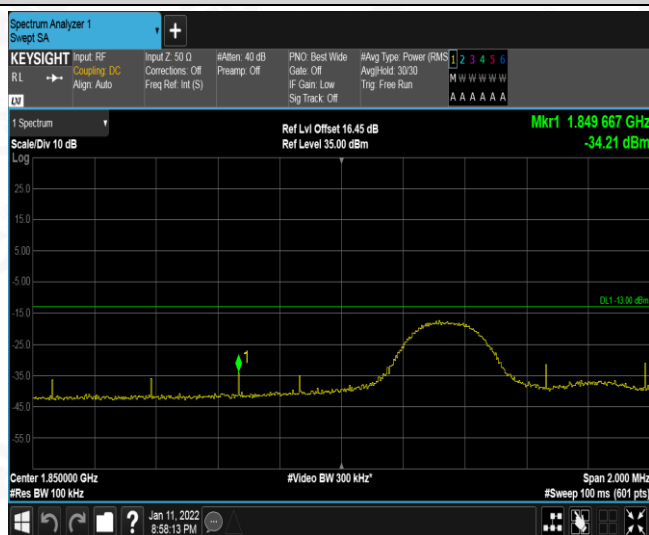 Spectrum Analyzer 1
Swept SA
+
KEYSIGHT
RL
Input: RF
Coupling: DC
Align: Auto
Input Z: 50 Ω
Corrections: Off
Freq Ref: Int (S)
#Atten: 40 dB
Preamp: Off
PNO: Best Wide
Gate: Off
IF Gain: Low
Sig Track: Off
#Avg Type: Power (RMS
Avg|Hold: 30/30
Trig: Free Run
1 2 3 4 5 6
M W W W W W
A A A A A A
LXI
1 Spectrum
Scale/Div 10 dB
Ref Lvl Offset 16.45 dB
Ref Level 35.00 dBm
Mkr1 1.849 667 GHz
-34.21 dBm
Log
25.0
15.0
5.00
-5.00
DL1 -13.00 dBm
-15.0
1
-25.0
-35.0
-45.0
-55.0
Center 1.850000 GHz
#Res BW 100 kHz
#Video BW 300 kHz*
Span 2.000 MHz
#Sweep 100 ms (601 pts)
?
Jan 11, 2022
8:58:13 PM